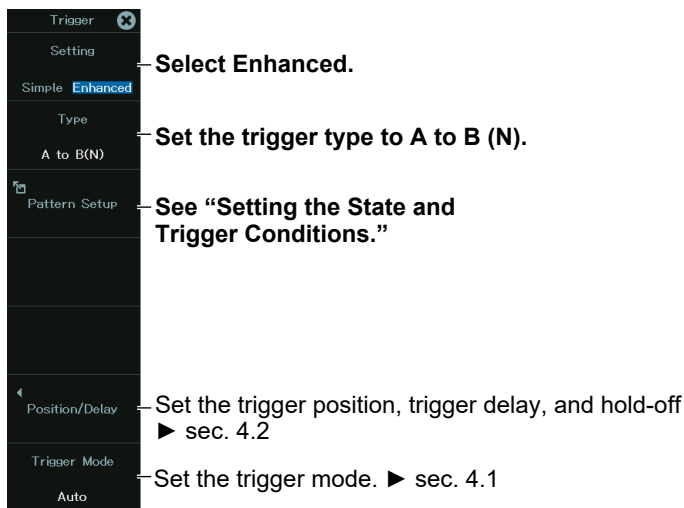 Trigger
Setting
Simple Enhanced
Select Enhanced.
Type
A to B(N)
Set the trigger type to A to B (N).
Pattern Setup
See “Setting the State and
Trigger Conditions.”
Position/Delay
Set the trigger position, trigger delay, and hold-off
► sec. 4.2
Trigger Mode
Auto
Set the trigger mode. ► sec. 4.1